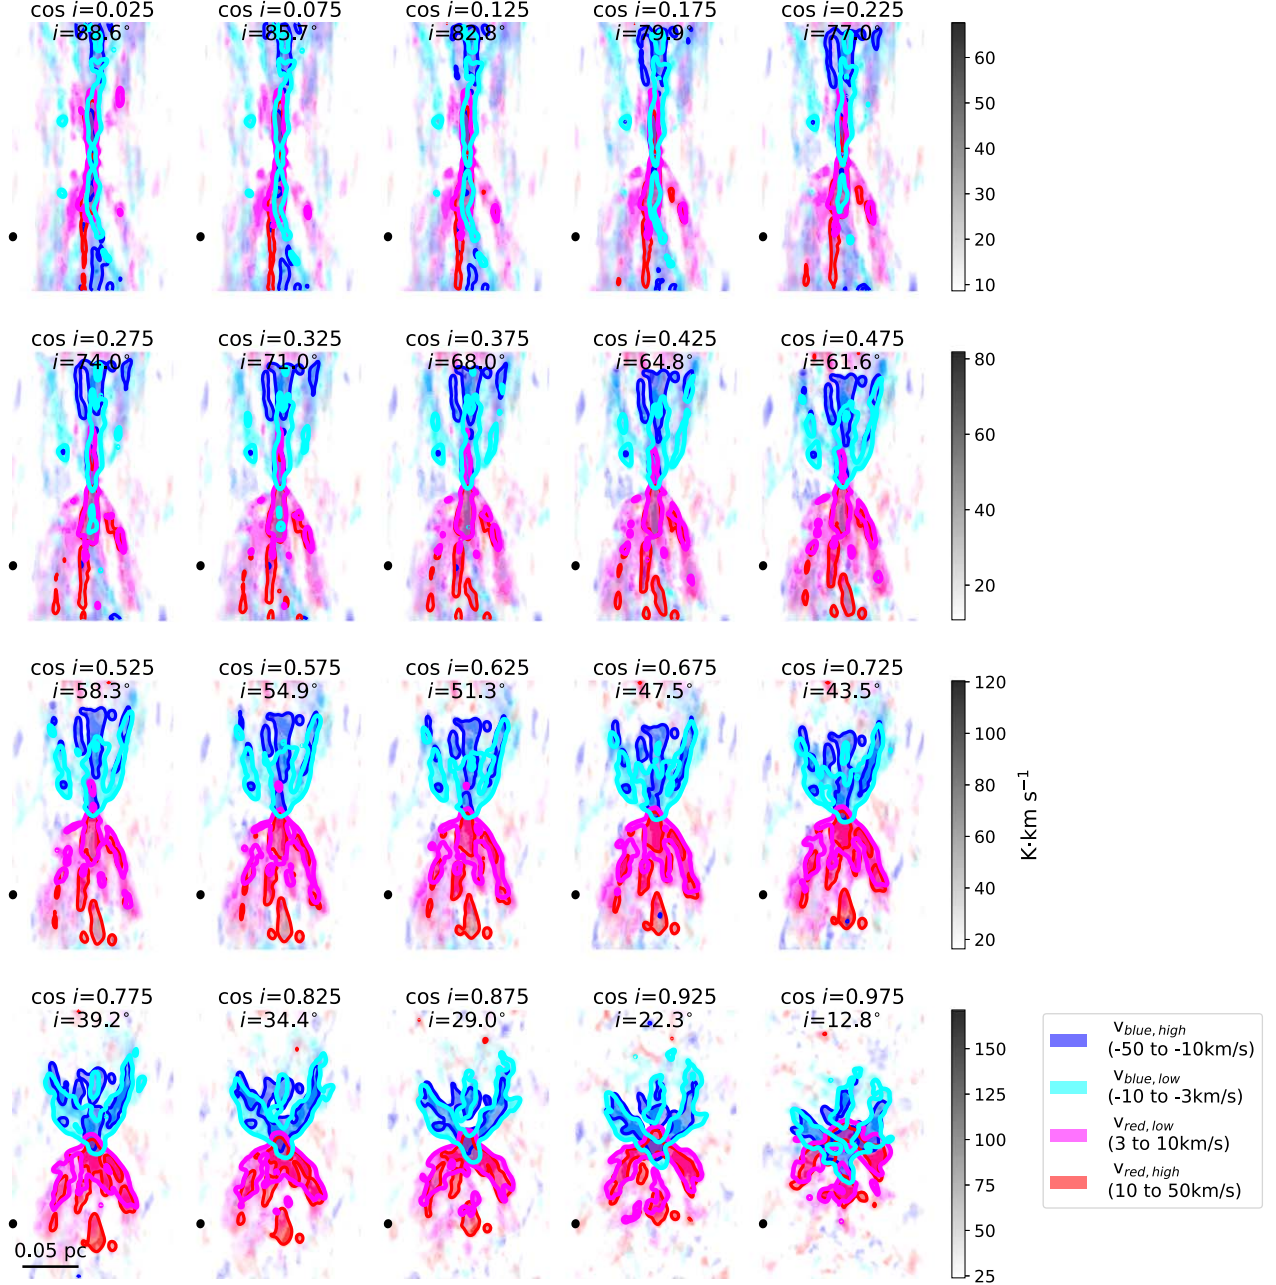 cos i=0.025 cos i=0.075 cos i=0.125 cos i=0.175 cos i=0.225
i=88.6° i=85.7° i=82.8° i=79.9° i=77.0°
60
50
40
30
20
10
cos i=0.275 cos i=0.325 cos i=0.375 cos i=0.425 cos i=0.475
i=74.0° i=71.0° i=68.0° i=64.8° i=61.6°
80
60
40
20
cos i=0.525 cos i=0.575 cos i=0.625 cos i=0.675 cos i=0.725
i=58.3° i=54.9° i=51.3° i=47.5° i=43.5°
120
100
80
60
40
20
K·km s⁻¹
cos i=0.775 cos i=0.825 cos i=0.875 cos i=0.925 cos i=0.975
i=39.2° i=34.4° i=29.0° i=22.3° i=12.8°
150
125
100
75
50
25
0.05 pc
v_blue, high
(-50 to -10km/s)
v_blue, low
(-10 to -3km/s)
v_red, low
(3 to 10km/s)
v_red, high
(10 to 50km/s)